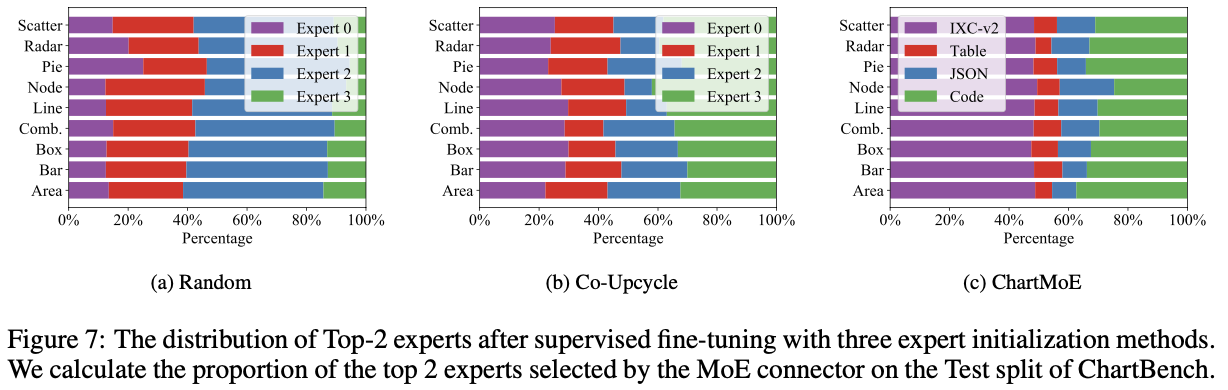 Scatter
Radar
Pie
Node
Line
Comb.
Box
Bar
Area
Expert 0
Expert 1
Expert 2
Expert 3
0% 20% 40% 60% 80% 100%
Percentage
(a) Random
Scatter
Radar
Pie
Node
Line
Comb.
Box
Bar
Area
Expert 0
Expert 1
Expert 2
Expert 3
0% 20% 40% 60% 80% 100%
Percentage
(b) Co-Upcycle
Scatter
Radar
Pie
Node
Line
Comb.
Box
Bar
Area
IXC-v2
Table
JSON
Code
0% 20% 40% 60% 80% 100%
Percentage
(c) ChartMoE
Figure 7: The distribution of Top-2 experts after supervised fine-tuning with three expert initialization methods.
We calculate the proportion of the top 2 experts selected by the MoE connector on the Test split of ChartBench.